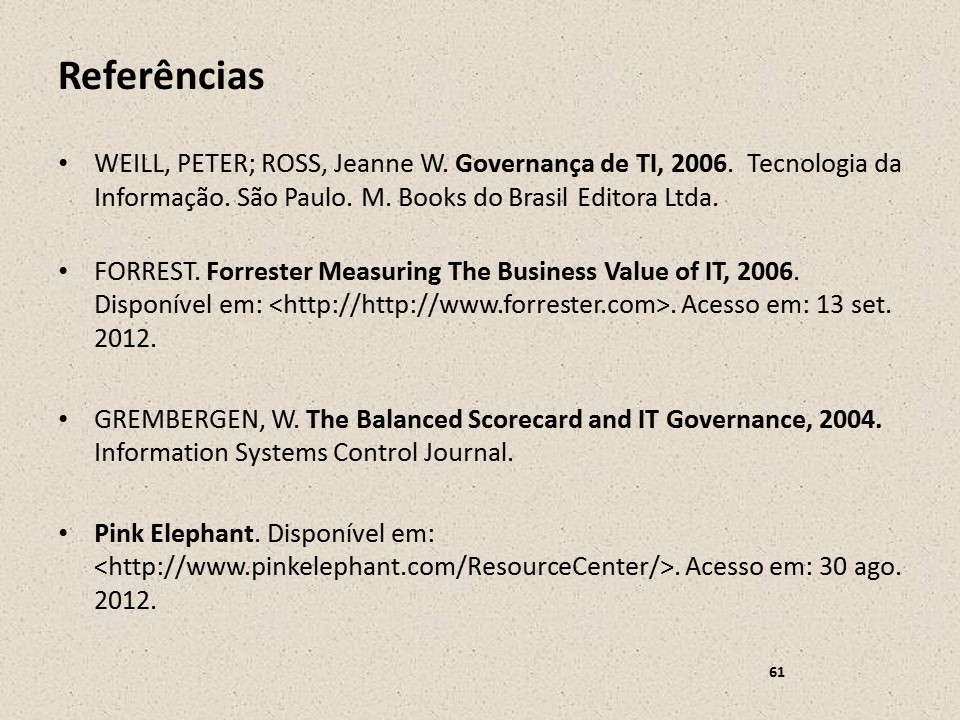 Referências
• WEILL, PETER; ROSS, Jeanne W. Governança de TI, 2006. Tecnologia da
Informação. São Paulo. M. Books do Brasil Editora Ltda.
• FORREST. Forrester Measuring The Business Value of IT, 2006.
Disponível em: <http://http://www.forrester.com>. Acesso em: 13 set.
2012.
• GREMBERGEN, W. The Balanced Scorecard and IT Governance, 2004.
Information Systems Control Journal.
• Pink Elephant. Disponível em:
<http://www.pinkelephant.com/ResourceCenter/>. Acesso em: 30 ago.
2012.
61